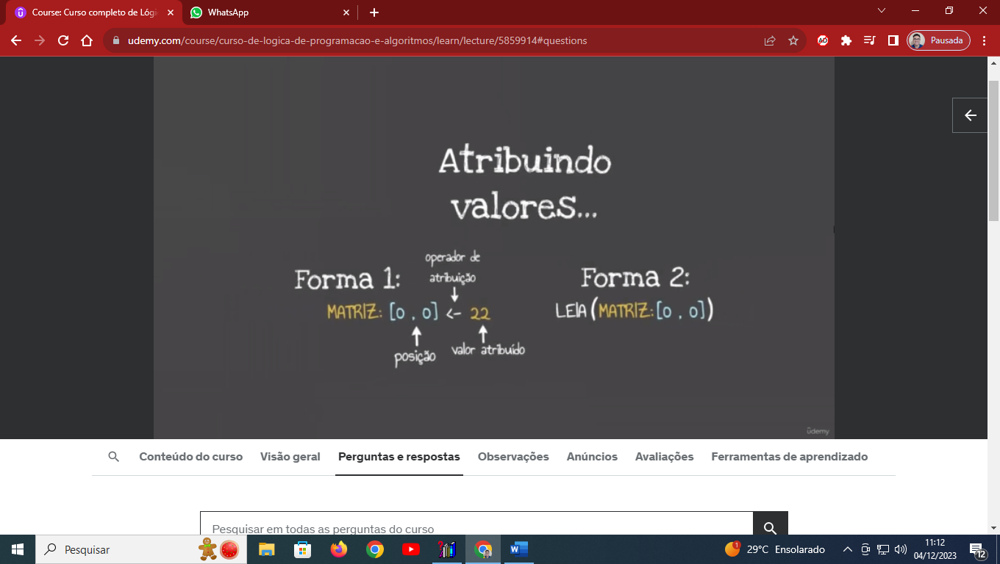 Course: Curso completo de Lógi
WhatsApp
udemy.com/course/curso-de-logica-de-programacao-e-algoritmos/learn/lecture/5859914#questions
Pausada
Atribuindo
valores...
operador de
atribuição
Forma 1:
MATRIZ: [0 , 0] <- 22
posição
valor atribuído
Forma 2:
LEIA (MATRIZ:[0 , 0])
ûdemy
Conteúdo do curso Visão geral Perguntas e respostas Observações Anúncios Avaliações Ferramentas de aprendizado
Pesquisar em todas as perguntas do curso
Pesquisar
1
29°C Ensolarado
11:12
04/12/2023
12